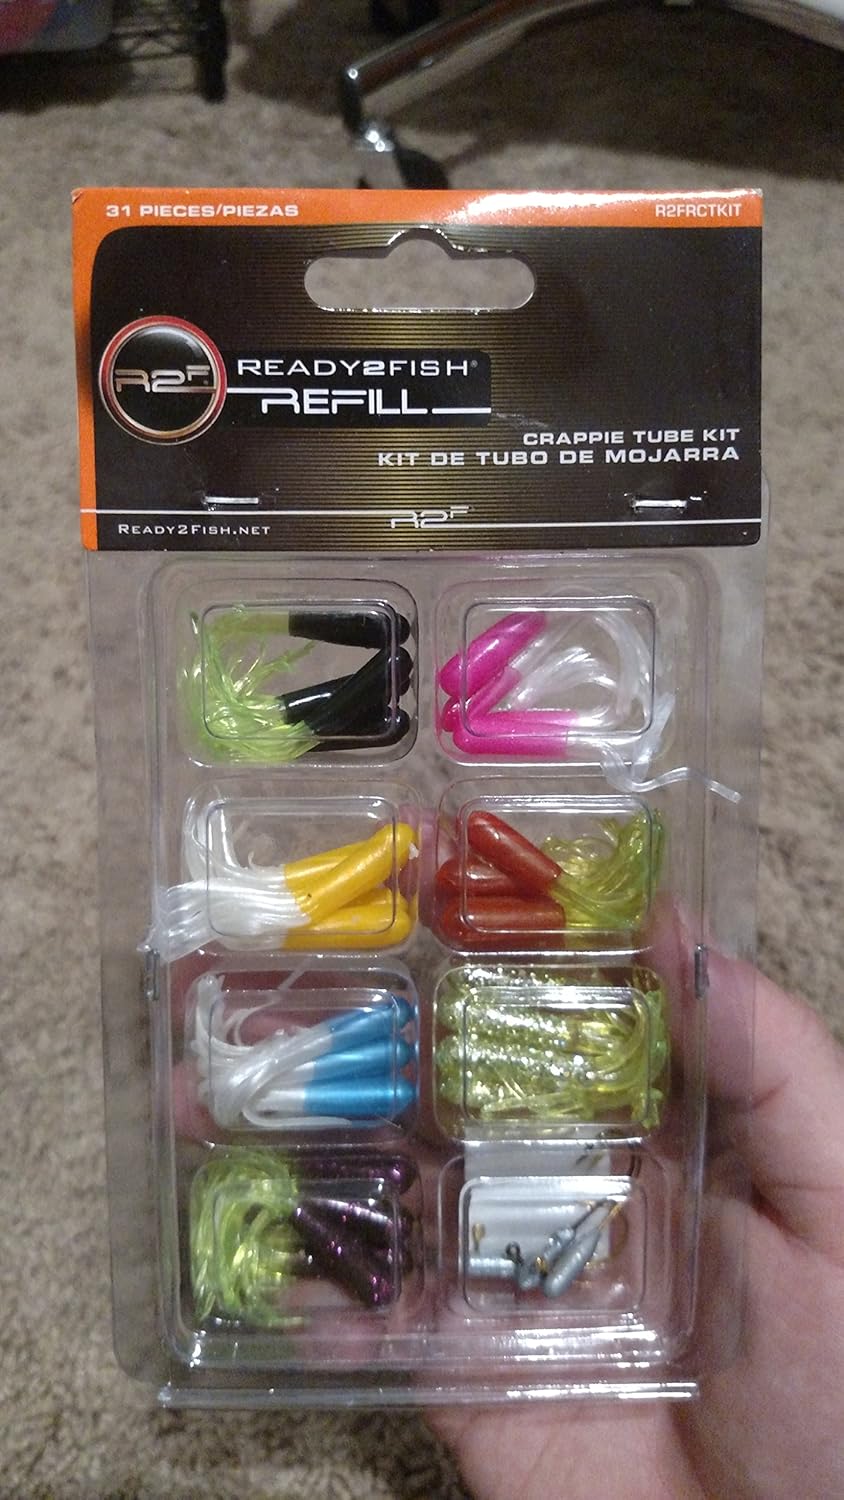 31 PIECES/PIEZAS
R2FRCTKIT
R2F
READY2FISH®
REFILL
CRAPPIE TUBE KIT
KIT DE TUBO DE MOJARRA
READY2FISH.NET
R2F